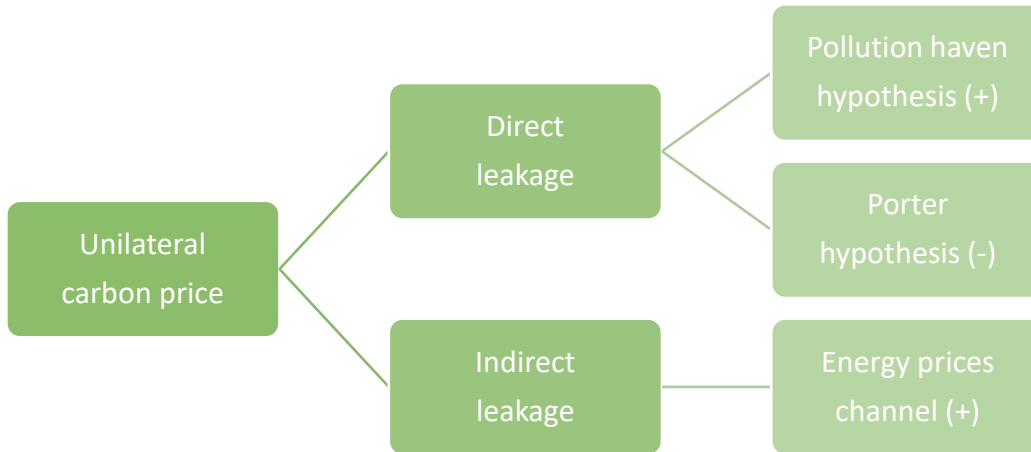 Unilateral
carbon price
Direct
leakage
Pollution haven
hypothesis (+)
Porter
hypothesis (-)
Indirect
leakage
Energy prices
channel (+)